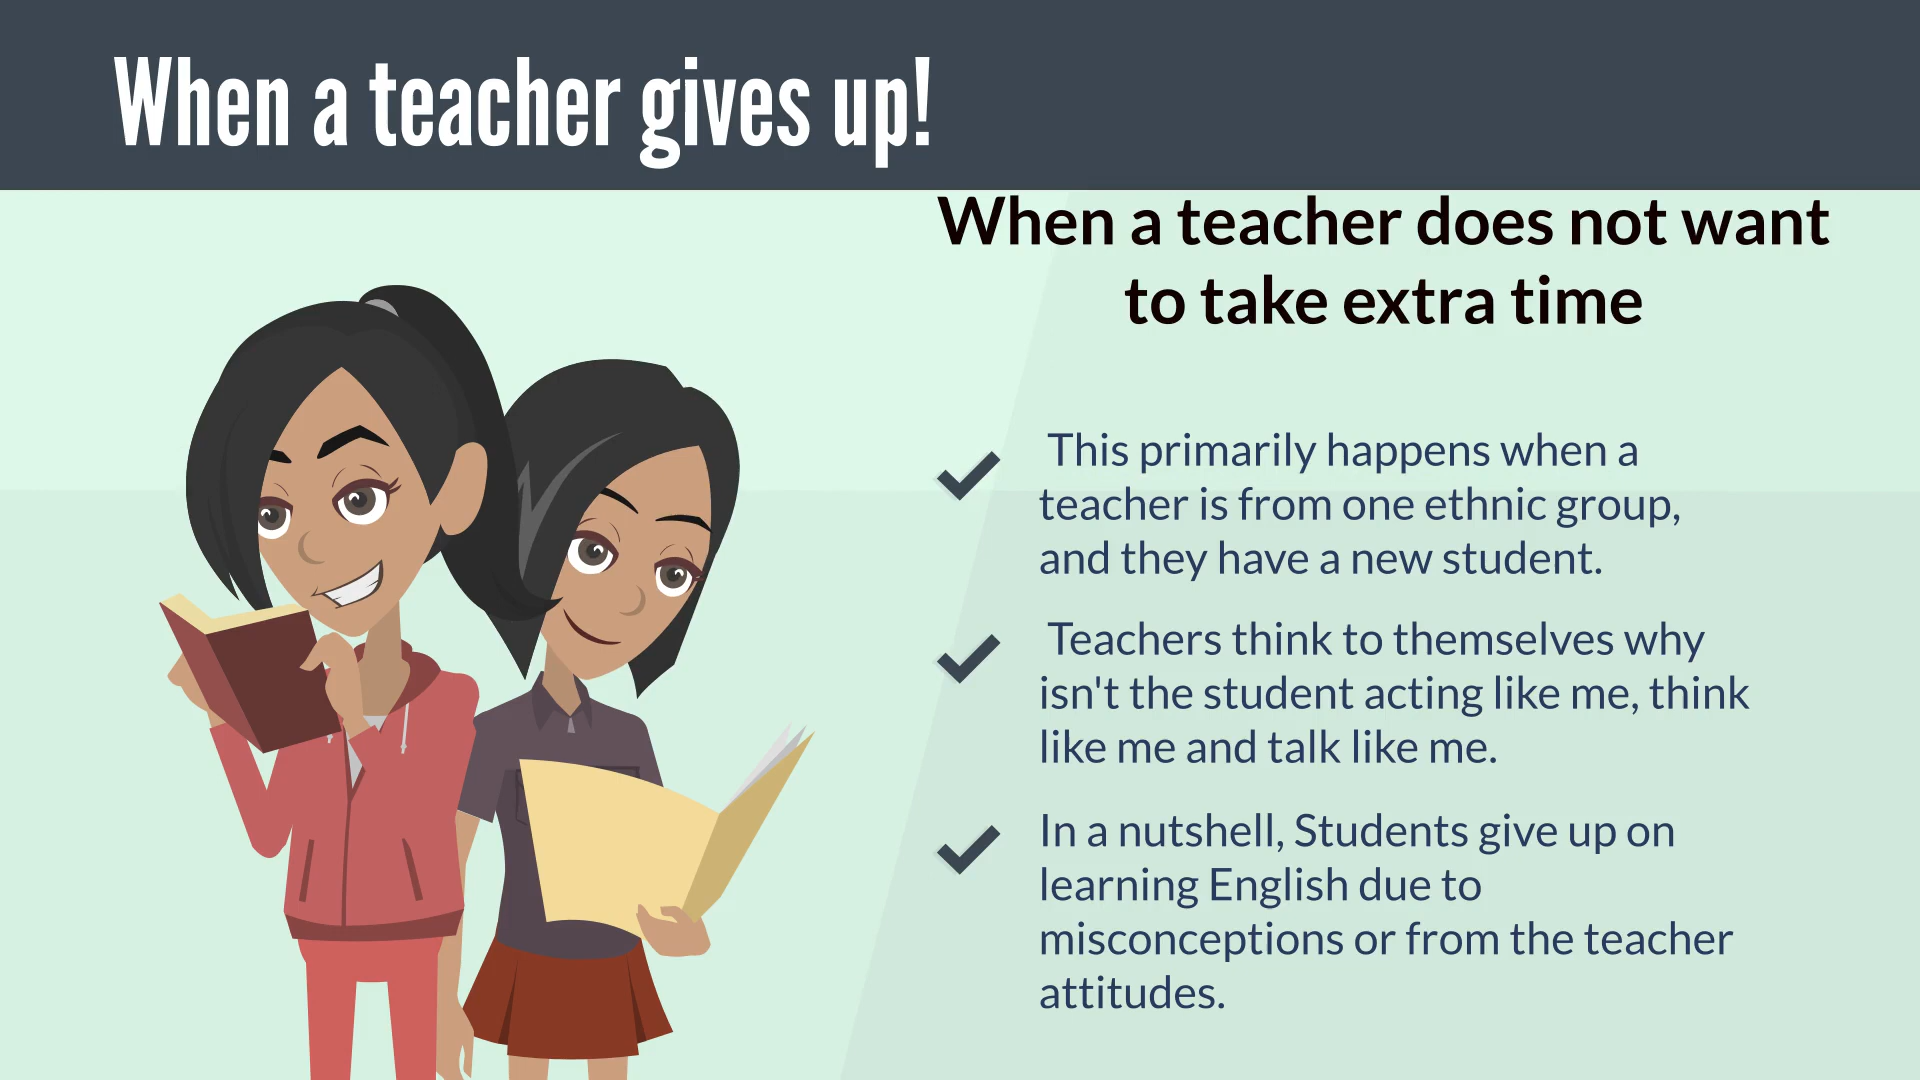 When a teacher gives up!
When a teacher does not want
to take extra time
This primarily happens when a
teacher is from one ethnic group,
and they have a new student.
Teachers think to themselves why
isn't the student acting like me, think
like me and talk like me.
In a nutshell, Students give up on
learning English due to
misconceptions or from the teacher
attitudes.